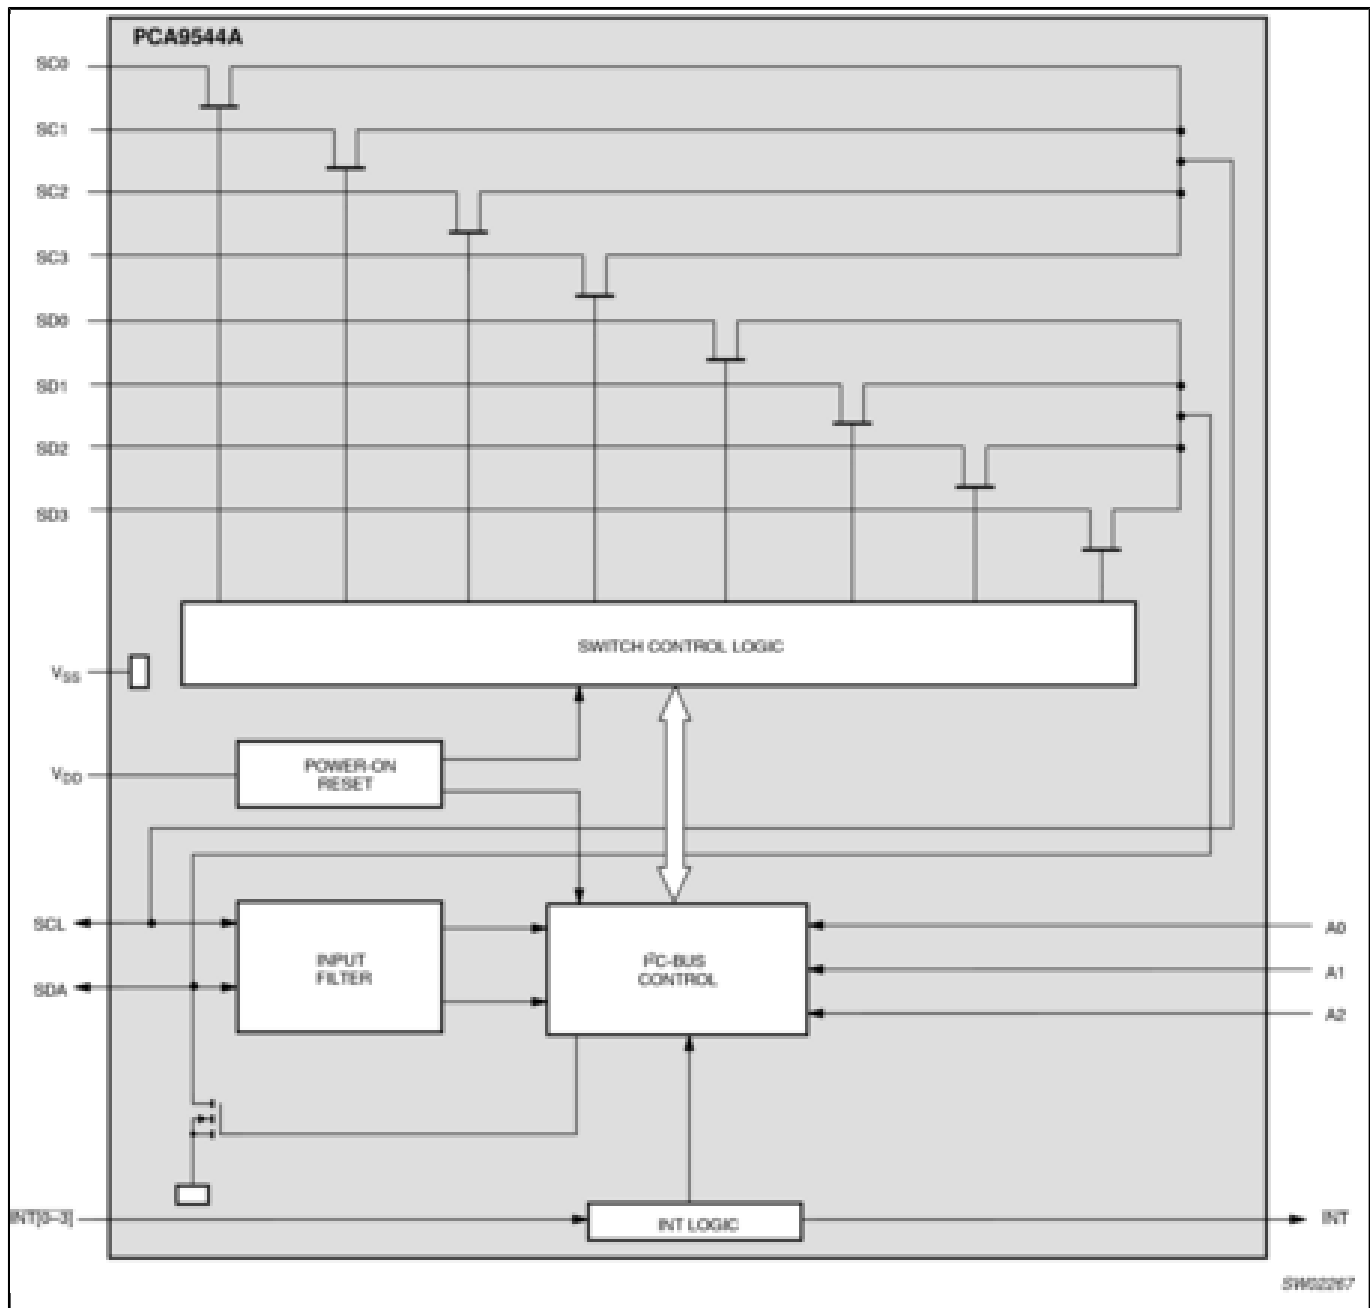 PCA9544A
SC0
SC1
SC2
SC3
SD0
SD1
SD2
SD3
SWITCH CONTROL LOGIC
VSS
POWER-ON
RESET
VDD
SCL
INPUT
FILTER
I²C-BUS
CONTROL
A0
A1
SDA
A2
INT[0–3]
INT LOGIC
INT
SW02267